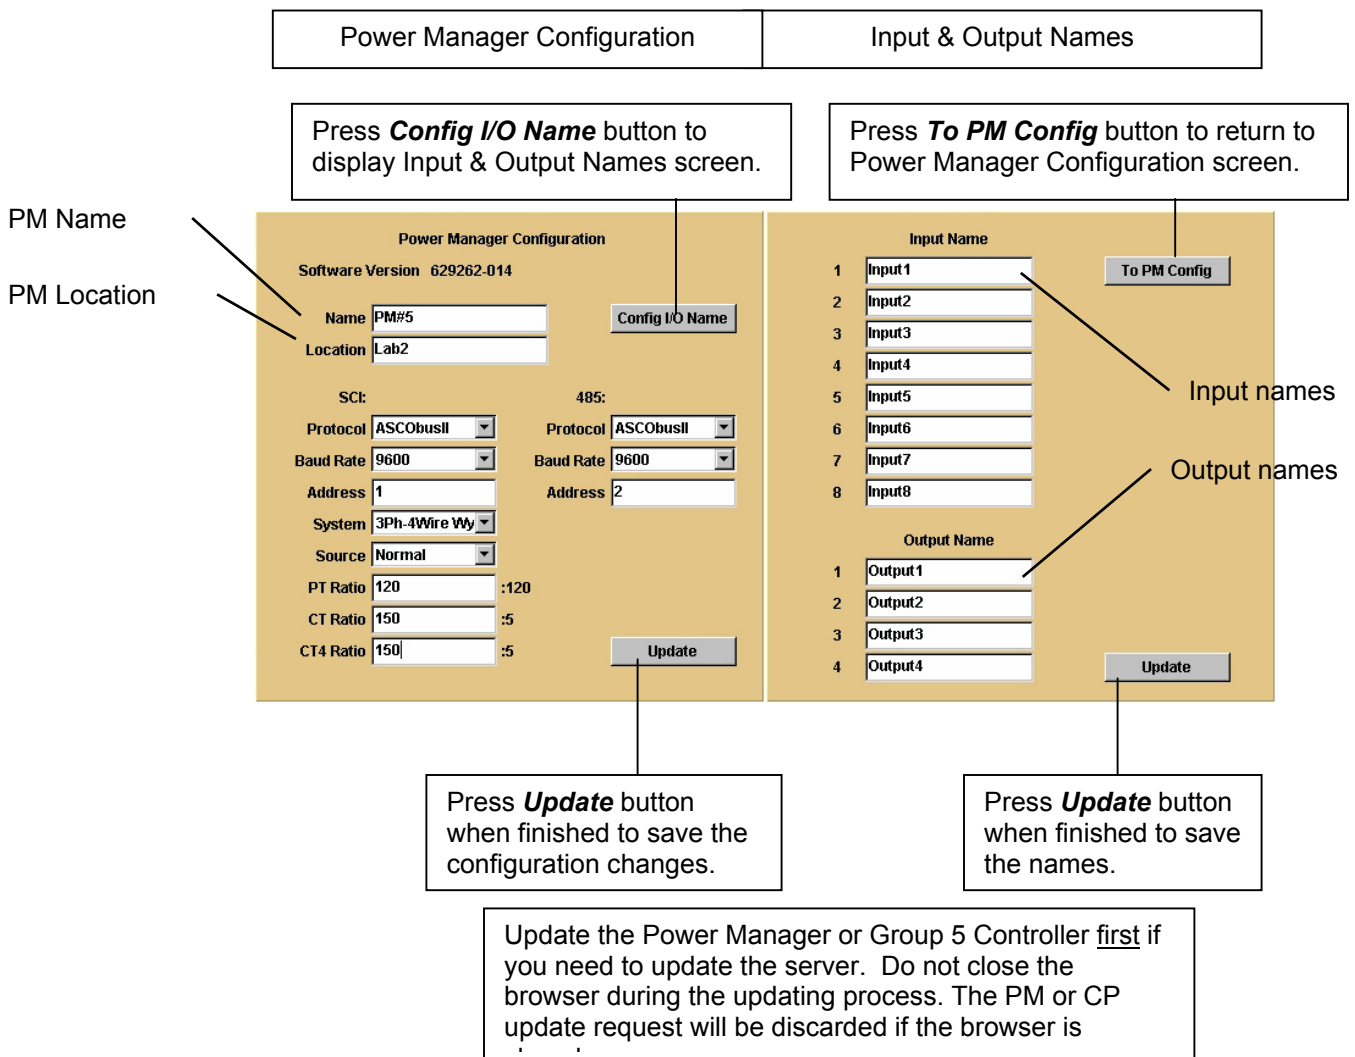 Power Manager Configuration
Input & Output Names
Press Config I/O Name button to
display Input & Output Names screen.
Press To PM Config button to return to
Power Manager Configuration screen.
PM Name
PM Location
Power Manager Configuration
Software Version 629262-014
Name PM#5
Config I/O Name
Location Lab2
SCI:
485:
Protocol ASCObusII
Protocol ASCObusII
Baud Rate 9600
Baud Rate 9600
Address 1
Address 2
System 3Ph-4Wire Wy
Source Normal
PT Ratio 120 :120
CT Ratio 150 :5
CT4 Ratio 150 :5
Update
Input Name
1 Input1
To PM Config
2 Input2
3 Input3
4 Input4
5 Input5
6 Input6
7 Input7
8 Input8
Input names
Output names
Output Name
1 Output1
2 Output2
3 Output3
4 Output4
Update
Press Update button
when finished to save the
configuration changes.
Press Update button
when finished to save
the names.
Update the Power Manager or Group 5 Controller first if
you need to update the server. Do not close the
browser during the updating process. The PM or CP
update request will be discarded if the browser is